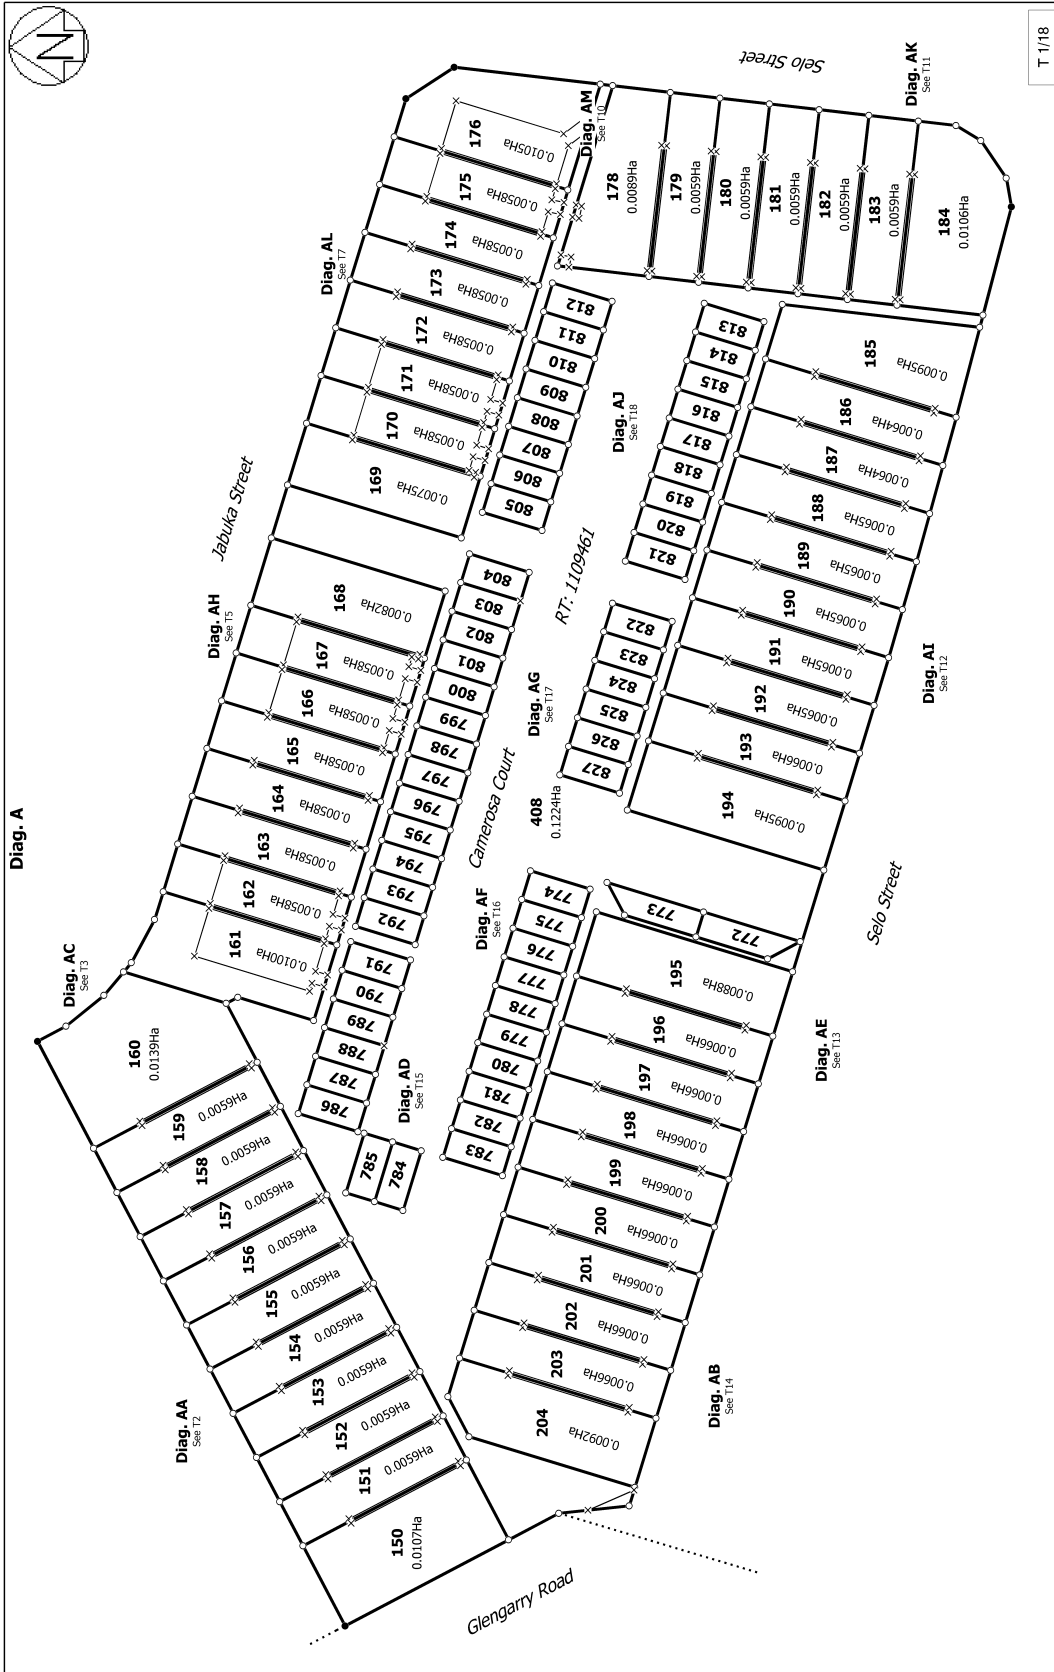 N
T 1/18
Diag. A
Diag. AK
See T11
Selo Street
Diag. AM
See T10
176
0.0105Ha
175
0.0058Ha
174
0.0058Ha
173
0.0058Ha
172
0.0058Ha
171
0.0058Ha
170
0.0058Ha
169
0.0075Ha
Diag. AL
See T7
Jabuka Street
178
0.0089Ha
179
0.0059Ha
180
0.0059Ha
181
0.0059Ha
182
0.0059Ha
183
0.0059Ha
184
0.0106Ha
812
811
810
809
808
807
806
805
Diag. AJ
See T18
813
814
815
816
817
818
819
820
821
185
0.0095Ha
186
0.0064Ha
187
0.0064Ha
188
0.0065Ha
189
0.0065Ha
190
0.0065Ha
191
0.0065Ha
192
0.0065Ha
193
0.0066Ha
194
0.0095Ha
Diag. AI
See T12
RT: 1109461
Diag. AH
See T5
168
0.0082Ha
167
0.0058Ha
166
0.0058Ha
165
0.0058Ha
164
0.0058Ha
163
0.0058Ha
162
0.0058Ha
161
0.0100Ha
804
803
802
801
800
799
798
797
796
795
794
793
792
Diag. AG
See T17
822
823
824
825
826
827
Camerosa Court
408
0.1224Ha
Diag. AC
See T3
160
0.0139Ha
159
0.0059Ha
158
0.0059Ha
157
0.0059Ha
156
0.0059Ha
155
0.0059Ha
154
0.0059Ha
153
0.0059Ha
152
0.0059Ha
151
0.0059Ha
150
0.0107Ha
Diag. AA
See T2
791
790
789
788
787
786
785
784
Diag. AD
See T15
Diag. AF
See T16
774
775
776
777
778
779
780
781
782
783
773
772
Selo Street
195
0.0088Ha
196
0.0066Ha
197
0.0066Ha
198
0.0066Ha
199
0.0066Ha
200
0.0066Ha
201
0.0066Ha
202
0.0066Ha
203
0.0066Ha
204
0.0092Ha
Diag. AE
See T13
Diag. AB
See T14
Glengarry Road